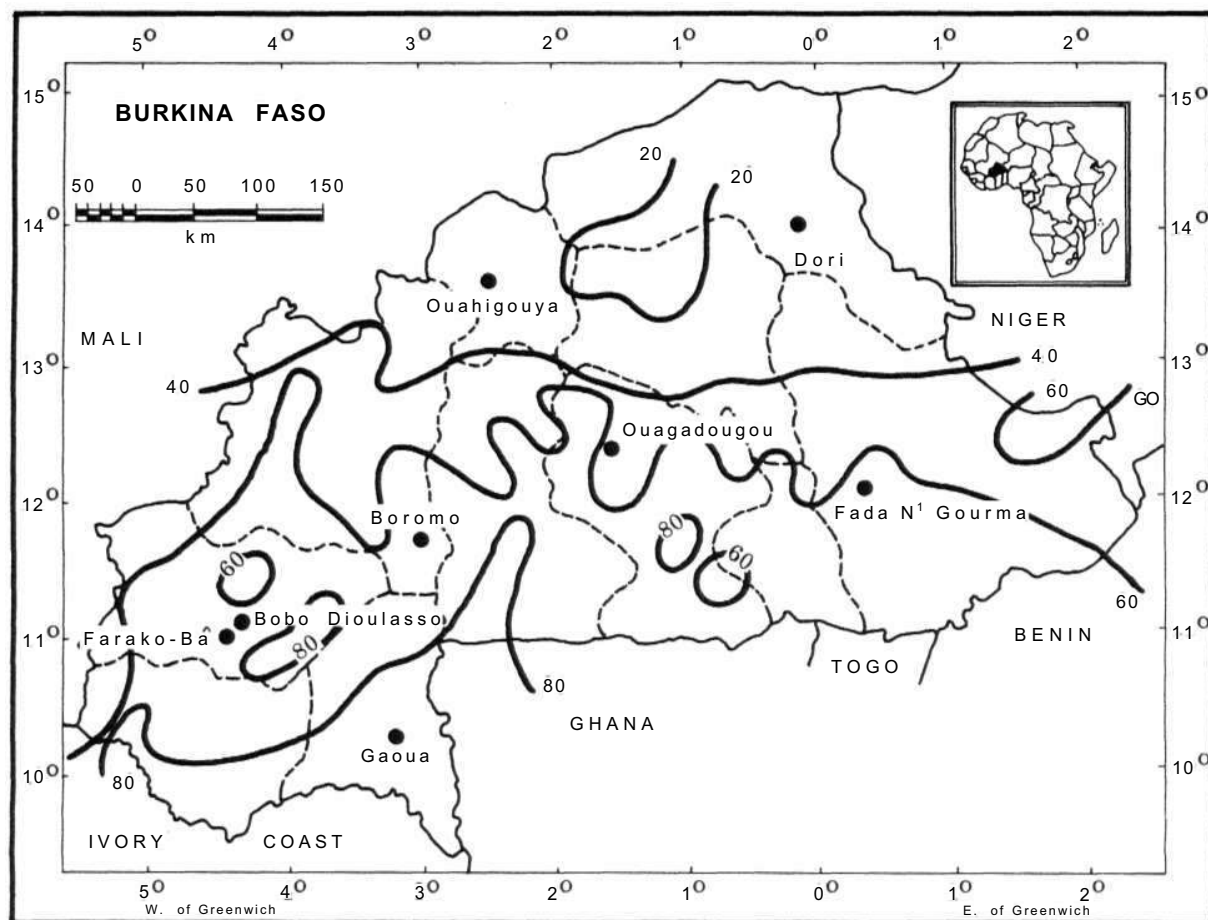 5° 4° 3° 2° 1° 0° 1° 2°
15° 15°
BURKINA FASO
20
20
50 0 50 100 150
km
14° 14°
Dori
Ouahigouya
MALI
NIGER
13° 13°
40
40
60
GO
Ouagadougou
12° 12°
Fada N¹ Gourma
Boromo
80
60
60
60
11° 11°
Bobo Dioulasso
Farako-Bà
80
BENIN
TOGO
80
GHANA
Gaoua
10° 10°
80
IVORY COAST
5° 4° 3° 2° 1° 0° 1° 2°
W. of Greenwich E. of Greenwich